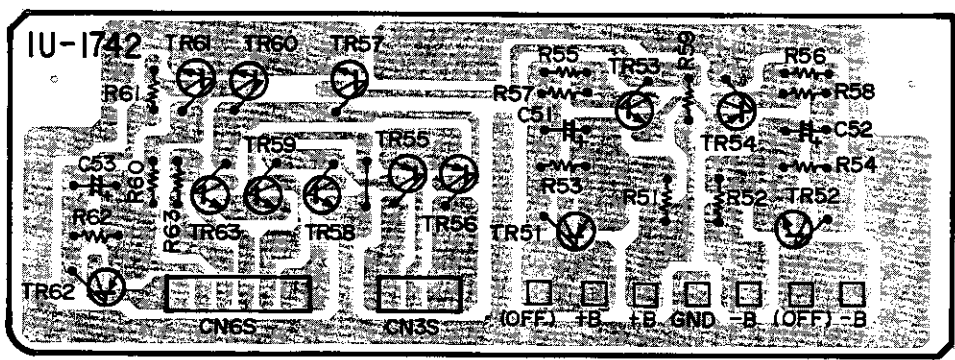 1U-1742
TR61 TR60 TR57
R61
C53
R60
R62
R63
TR59
TR55
TR63
TR58
TR56
TR62
CN6S
CN3S
R55
R57
C51
TR53
R59
R56
R58
C52
TR54
R54
R53
R51
R52
TR52
TR51
(OFF) +B +B GND -B (OFF) -B